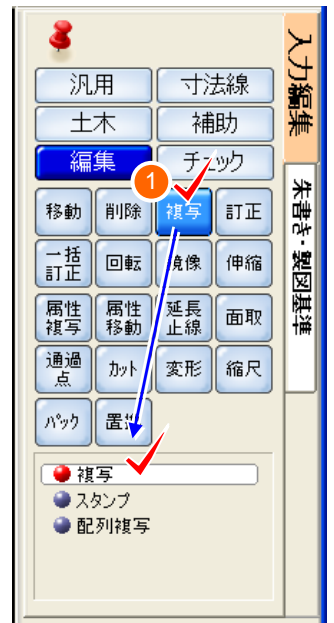 入力編集
朱書き・製図基準
汎用 寸法線
土木 補助
編集 チェック
1
移動 削除 複写 訂正
一括訂正 回転 鏡像 伸縮
属性複写 属性移動 延長止線 面取
通過点 カット 変形 縮尺
パック 置換
複写
スタンプ
配列複写